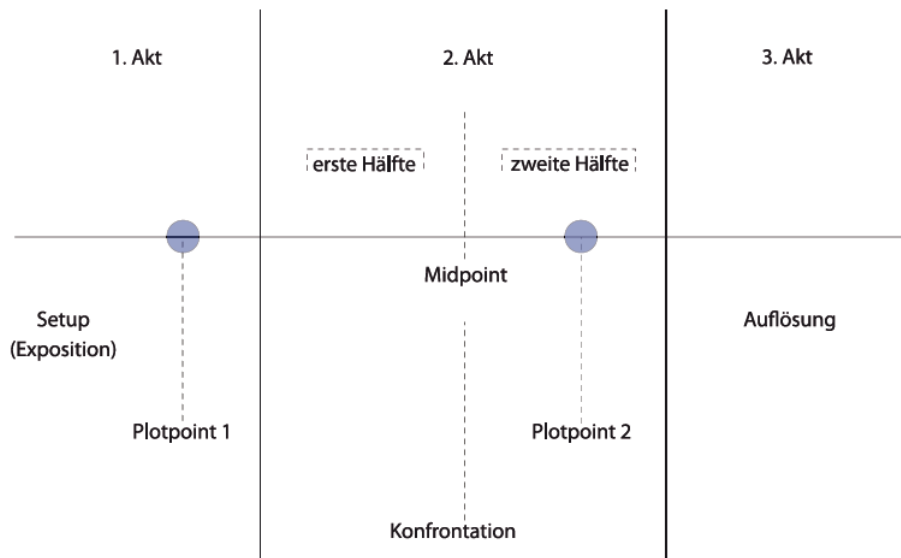 1. Akt
2. Akt
3. Akt
erste Hälfte
zweite Hälfte
Midpoint
Setup
(Exposition)
Auflösung
Plotpoint 1
Plotpoint 2
Konfrontation